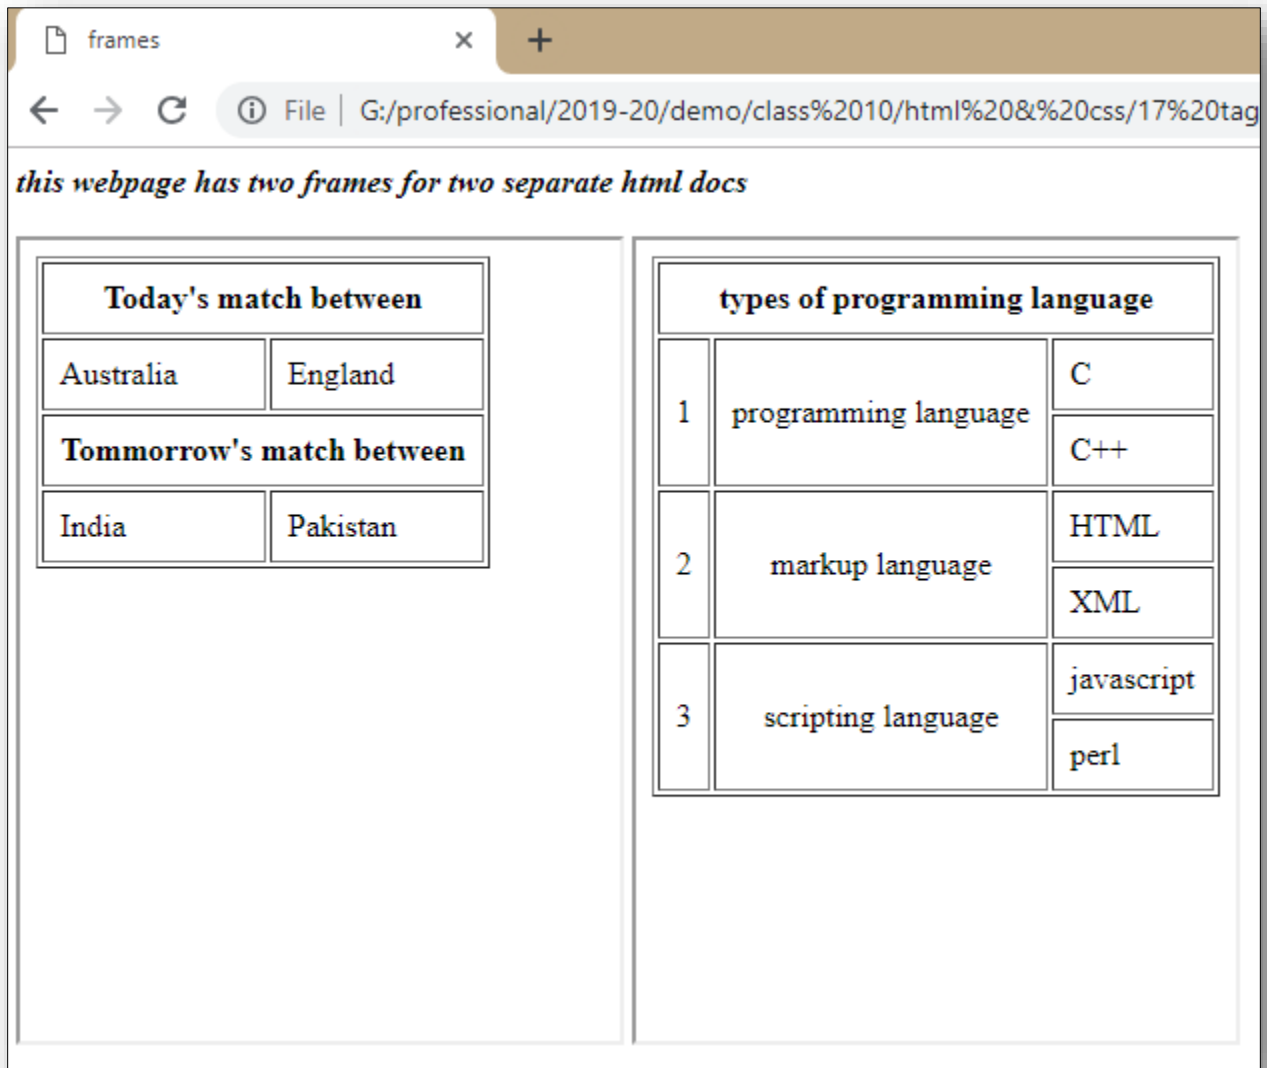 frames
File
G:/professional/2019-20/demo/class%2010/html%20&%20css/17%20tag
this webpage has two frames for two separate html docs
Today's match between
Australia England
Tommorrow's match between
India Pakistan
types of programming language
1 programming language C
C++
2 markup language HTML
XML
3 scripting language javascript
perl